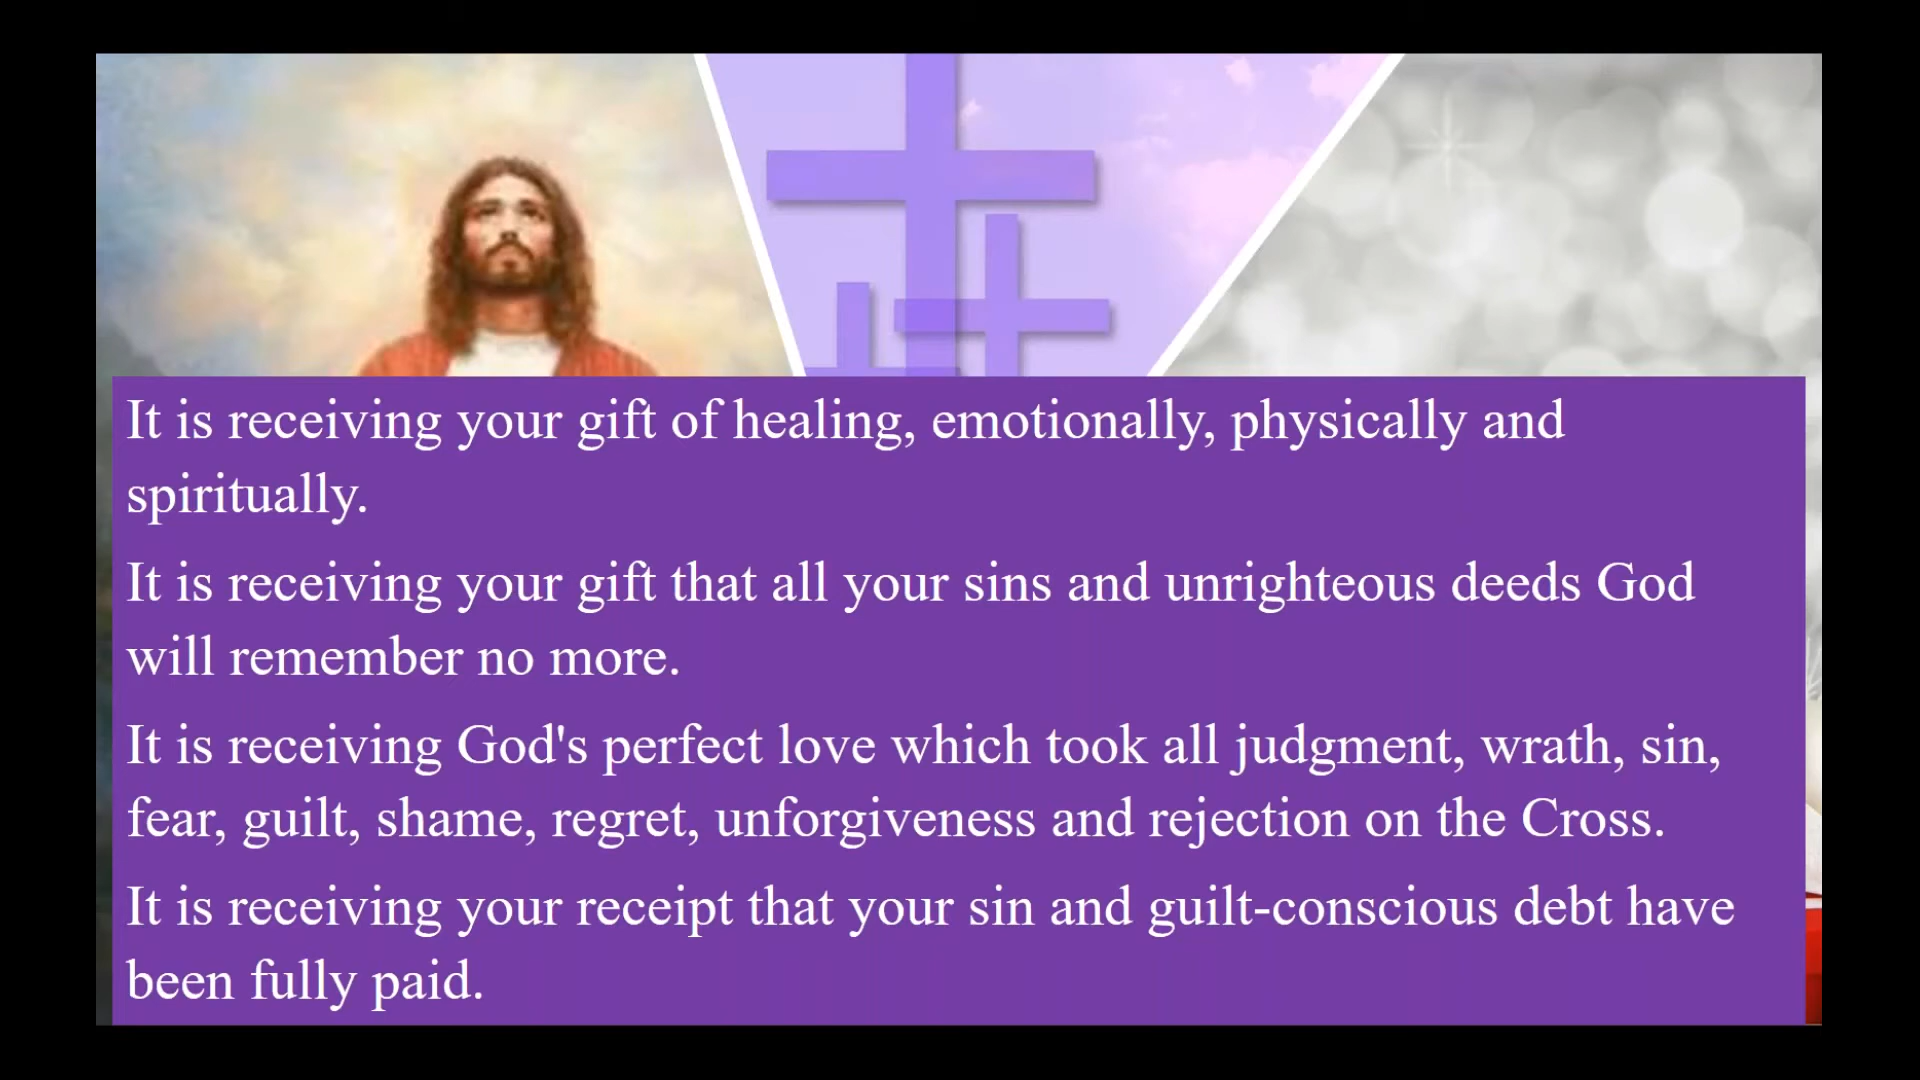 It is receiving your gift of healing, emotionally, physically and
spiritually.
It is receiving your gift that all your sins and unrighteous deeds God
will remember no more.
It is receiving God's perfect love which took all judgment, wrath, sin,
fear, guilt, shame, regret, unforgiveness and rejection on the Cross.
It is receiving your receipt that your sin and guilt-conscious debt have
been fully paid.